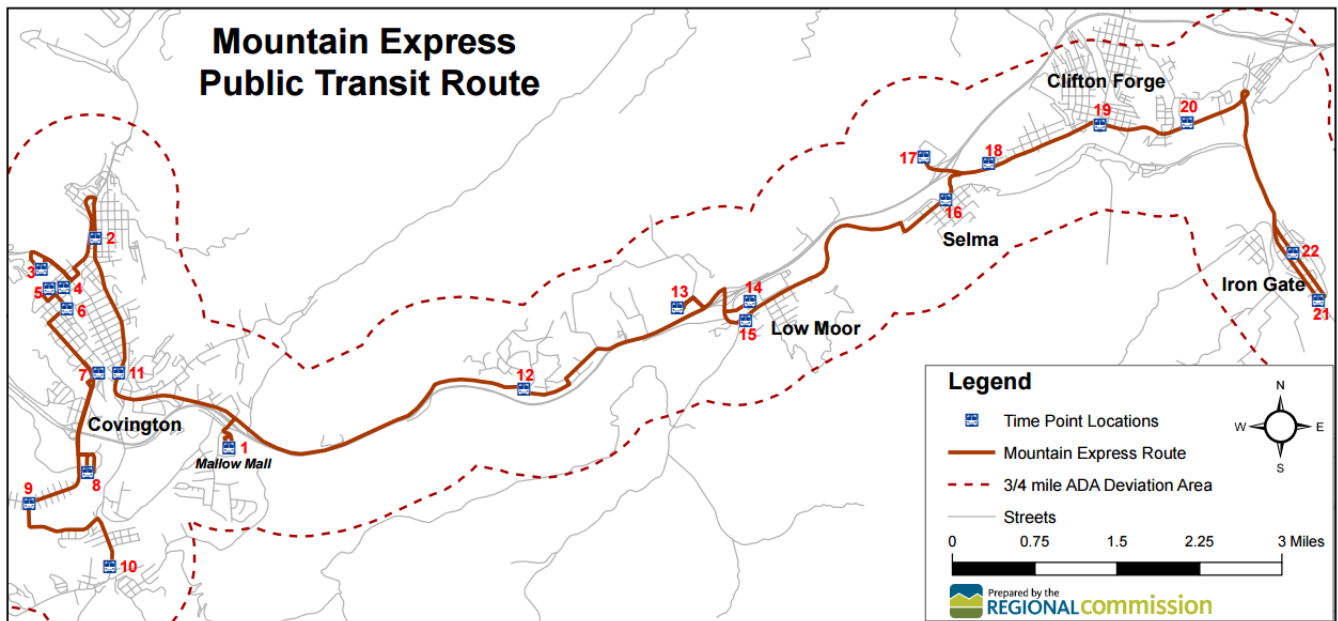 Mountain Express
Public Transit Route
Clifton Forge
19
20
17
18
16
Selma
2
3
4
5
6
22
Iron Gate
21
13
14
15
Low Moor
7
11
12
Covington
1
Mallow Mall
8
9
10
Legend
Time Point Locations
Mountain Express Route
3/4 mile ADA Deviation Area
Streets
N
W
E
S
0 0.75 1.5 2.25 3 Miles
Prepared by the
REGIONAL commission